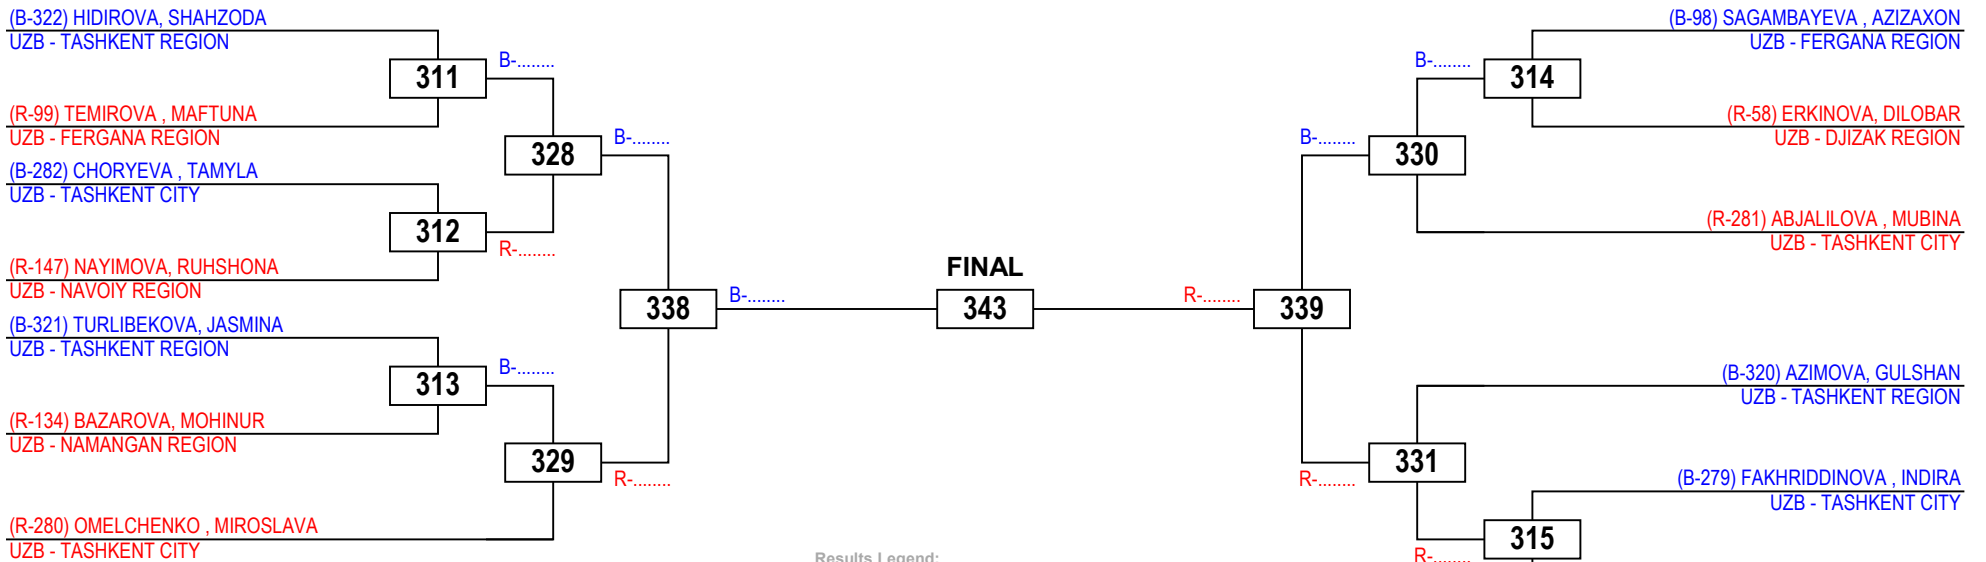 (B-322) HIDIROVA, SHAHZODA
UZB - TASHKENT REGION
311
B-........
(R-99) TEMIROVA , MAFTUNA
UZB - FERGANA REGION
328
B-........
(B-282) CHORYEVA , TAMYLA
UZB - TASHKENT CITY
312
R-........
(R-147) NAYIMOVA, RUHSHONA
UZB - NAVOIY REGION
338
B-........
(B-321) TURLIBEKOVA, JASMINA
UZB - TASHKENT REGION
313
B-........
(R-134) BAZAROVA, MOHINUR
UZB - NAMANGAN REGION
329
R-........
(R-280) OMELCHENKO , MIROSLAVA
UZB - TASHKENT CITY
FINAL
343
Results Legend:
(B-98) SAGAMBAYEVA , AZIZAXON
UZB - FERGANA REGION
B-........
314
(R-58) ERKINOVA, DILOBAR
UZB - DJIZAK REGION
B-........
330
(R-281) ABJALILOVA , MUBINA
UZB - TASHKENT CITY
R-........
339
(B-320) AZIMOVA, GULSHAN
UZB - TASHKENT REGION
R-........
331
(B-279) FAKHRIDDINOVA , INDIRA
UZB - TASHKENT CITY
315
R-........